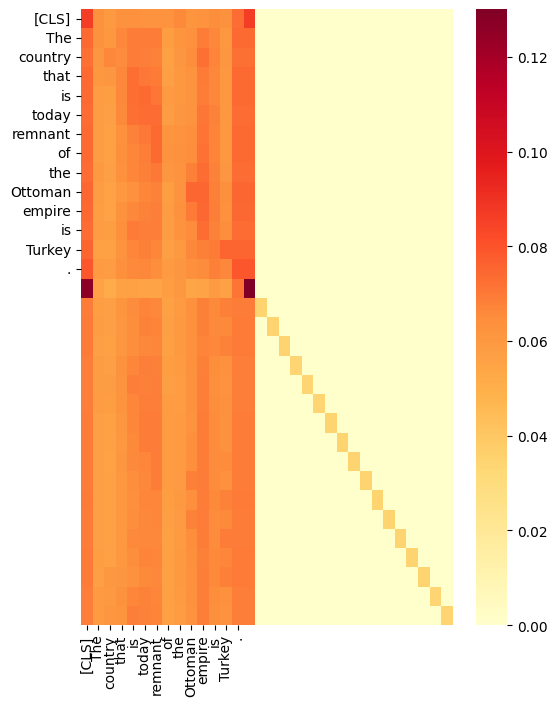 [CLS]
The
country
that
is
today
remnant
of
the
Ottoman
empire
is
Turkey
.
0.12
0.10
0.08
0.06
0.04
0.02
0.00
[CLS]
The
country
that
is
today
remnant
of
the
Ottoman
empire
is
Turkey
.